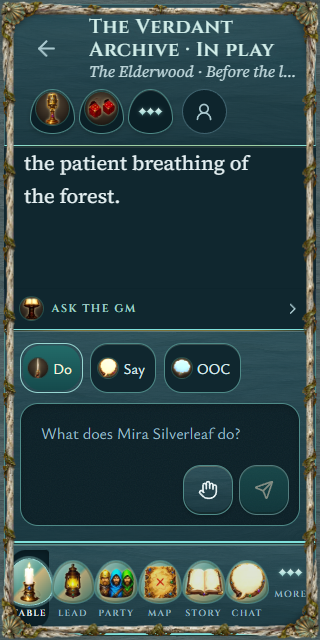 The Verdant
Archive · In play
The Elderwood · Before the l…
the patient breathing of
the forest.
ASK THE GM
Do
Say
OOC
What does Mira Silverleaf do?
TABLE
LEAD
PARTY
MAP
STORY
CHAT
MORE